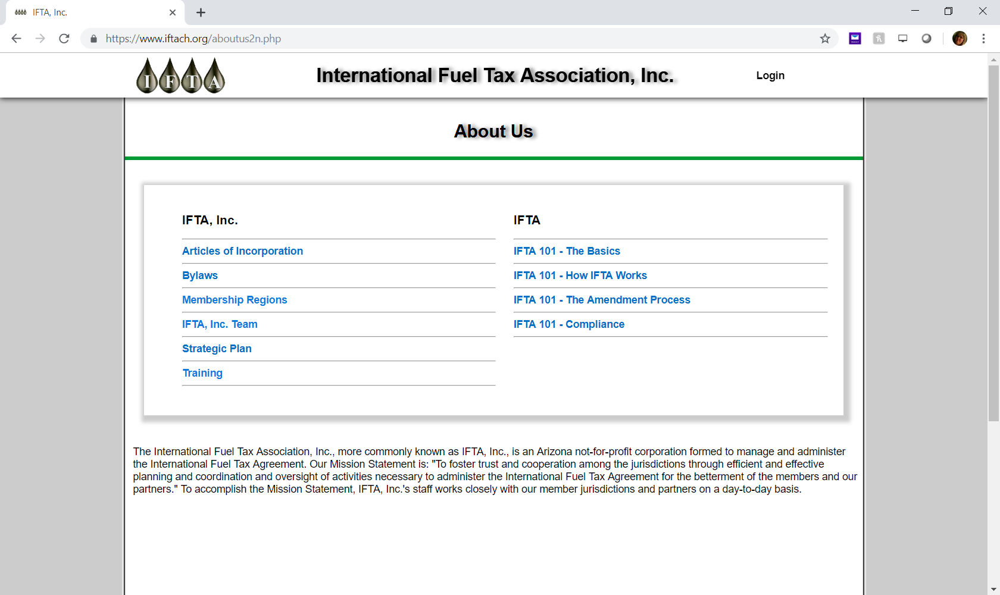 IFTA, Inc.
https://www.iftach.org/aboutus2n.php
IFTA
International Fuel Tax Association, Inc.
Login
About Us
IFTA, Inc.
Articles of Incorporation
Bylaws
Membership Regions
IFTA, Inc. Team
Strategic Plan
Training
IFTA
IFTA 101 - The Basics
IFTA 101 - How IFTA Works
IFTA 101 - The Amendment Process
IFTA 101 - Compliance
The International Fuel Tax Association, Inc., more commonly known as IFTA, Inc., is an Arizona not-for-profit corporation formed to manage and administer
the International Fuel Tax Agreement. Our Mission Statement is: "To foster trust and cooperation among the jurisdictions through efficient and effective
planning and coordination and oversight of activities necessary to administer the International Fuel Tax Agreement for the betterment of the members and our
partners." To accomplish the Mission Statement, IFTA, Inc.'s staff works closely with our member jurisdictions and partners on a day-to-day basis.